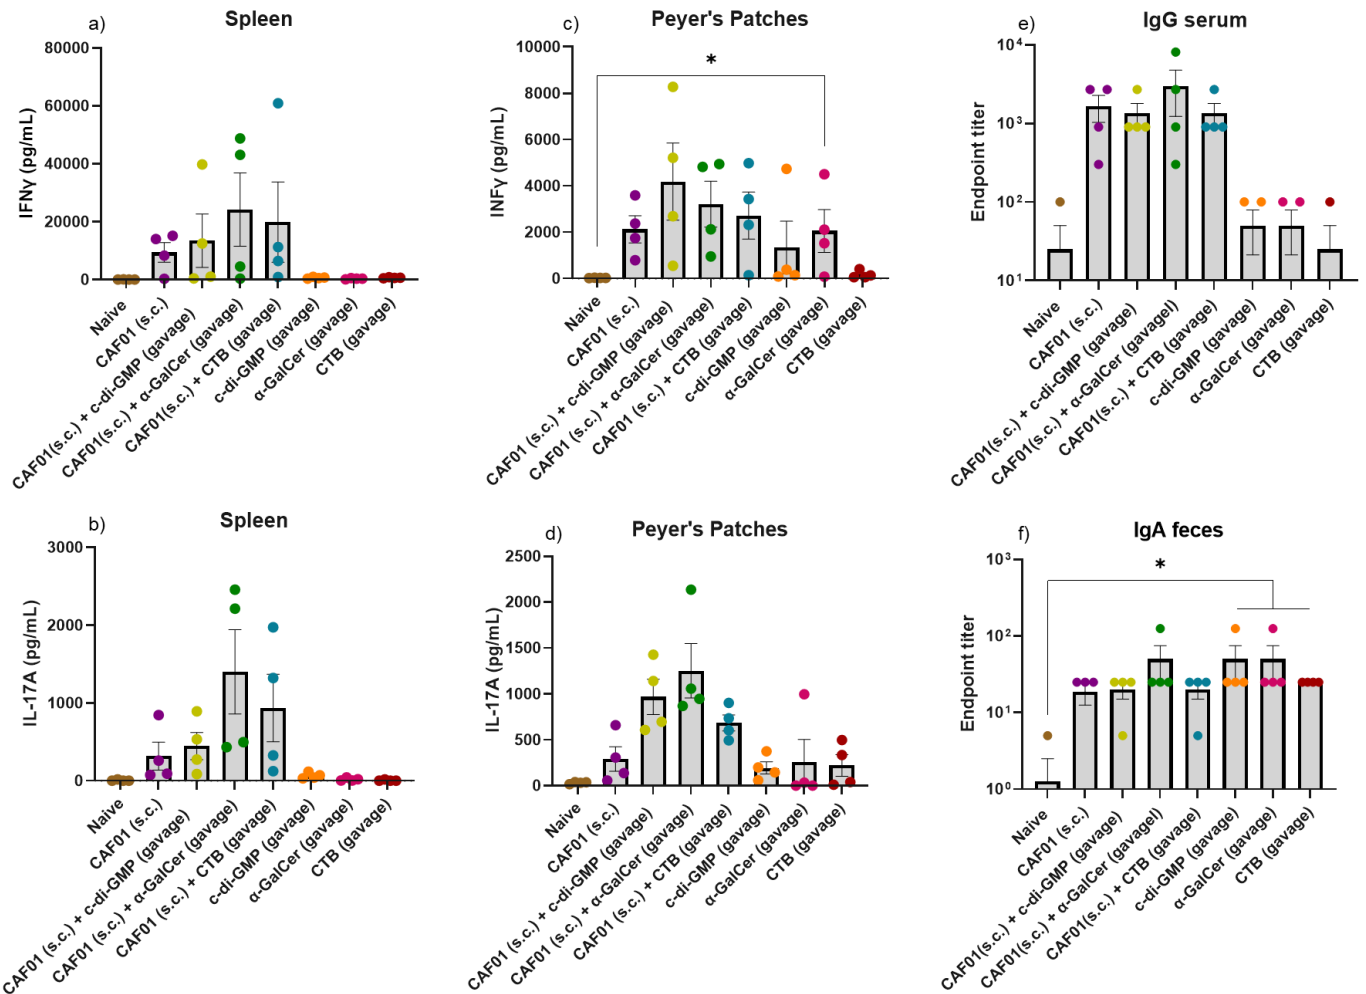 a)
Spleen
IFNγ (pg/mL)
80000
60000
40000
20000
0
Naive
CAF01 (s.c.)
CAF01(s.c.) + c-di-GMP (gavage)
CAF01(s.c.) + α-GalCer (gavage)
CAF01(s.c.) + CTB (gavage)
c-di-GMP (gavage)
α-GalCer (gavage)
CTB (gavage)
c)
Peyer's Patches
INFγ (pg/mL)
10000
8000
6000
4000
2000
0
*
Naive
CAF01 (s.c.)
CAF01 (s.c.) + c-di-GMP (gavage)
CAF01 (s.c.) + α-GalCer (gavage)
CAF01 (s.c.) + CTB (gavage)
c-di-GMP (gavage)
α-GalCer (gavage)
CTB (gavage)
e)
IgG serum
Endpoint titer
10⁴
10³
10²
10¹
Naive
CAF01 (s.c.)
CAF01(s.c.) + c-di-GMP (gavage)
CAF01(s.c.) + α-GalCer (gavagel)
CAF01(s.c.) + CTB (gavage)
c-di-GMP (gavage)
α-GalCer (gavage)
CTB (gavage)
b)
Spleen
IL-17A (pg/mL)
3000
2000
1000
0
Naive
CAF01 (s.c.)
CAF01 (s.c.) + c-di-GMP (gavage)
CAF01 (s.c.) + α-GalCer (gavage)
CAF01 (s.c.) + CTB (gavage)
c-di-GMP (gavage)
α-GalCer (gavage)
CTB (gavage)
d)
Peyer's Patches
IL-17A (pg/mL)
2500
2000
1500
1000
500
0
Naive
CAF01 (s.c.)
CAF01 (s.c.) + c-di-GMP (gavage)
CAF01 (s.c.) + α-GalCer (gavage)
CAF01 (s.c.) + CTB (gavage)
c-di-GMP (gavage)
α-GalCer (gavage)
CTB (gavage)
f)
IgA feces
Endpoint titer
10³
10²
10¹
10⁰
*
Naive
CAF01 (s.c.)
CAF01(s.c.) + c-di-GMP (gavage)
CAF01(s.c.) + α-GalCer (gavagel)
CAF01(s.c.) + CTB (gavage)
c-di-GMP (gavage)
α-GalCer (gavage)
CTB (gavage)